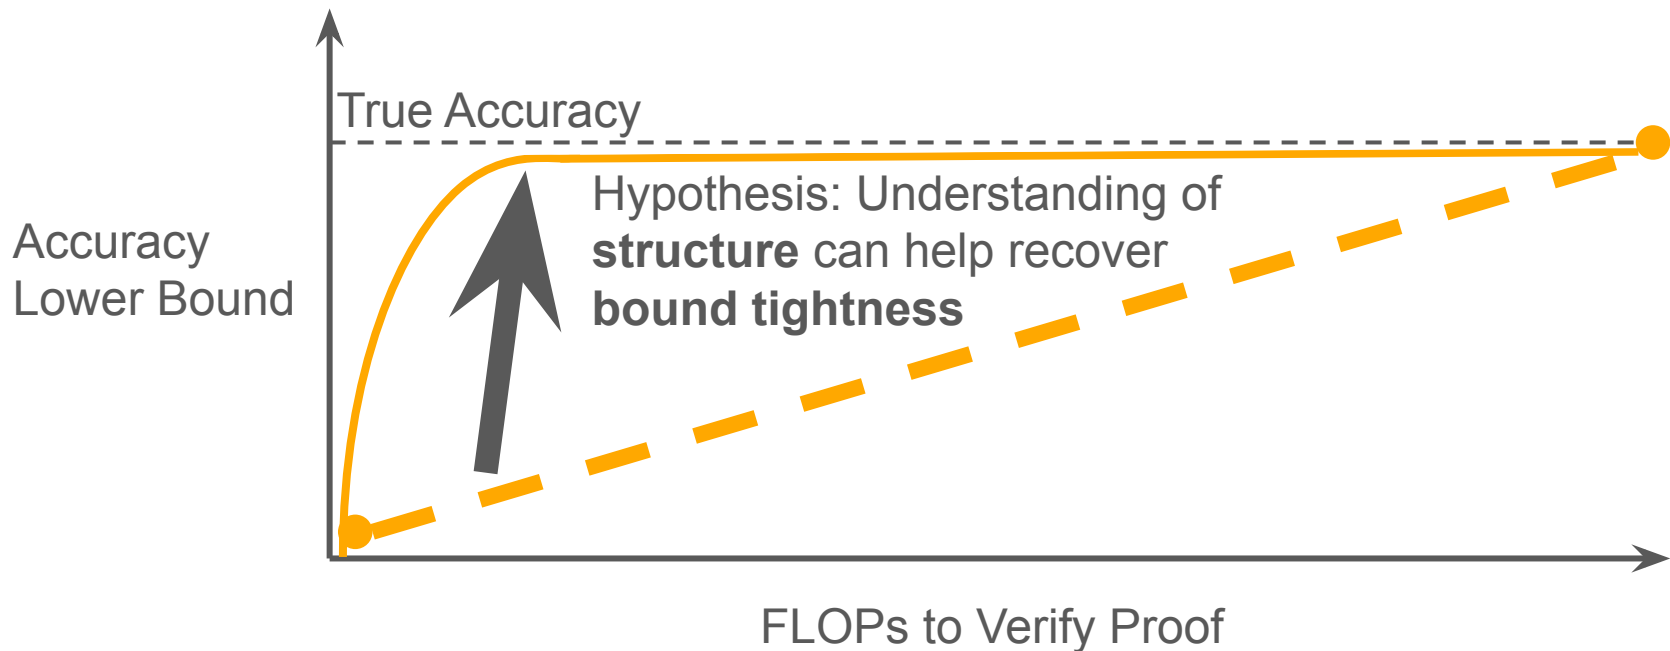 True Accuracy
Hypothesis: Understanding of
structure can help recover
bound tightness
Accuracy
Lower Bound
FLOPs to Verify Proof